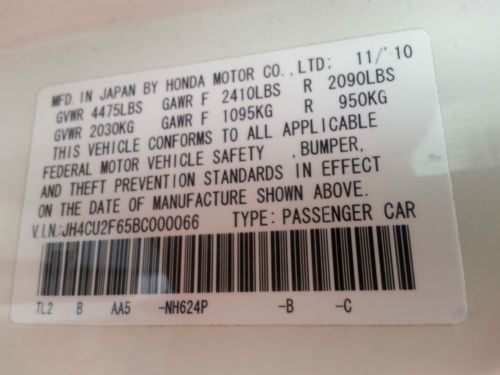 MFD. IN JAPAN BY HONDA MOTOR CO., LTD; 11/'10
GVWR 4475LBS GAWR F 2410LBS R 2090LBS
GVWR 2030KG GAWR F 1095KG R 950KG
THIS VEHICLE CONFORMS TO ALL APPLICABLE
FEDERAL MOTOR VEHICLE SAFETY ,BUMPER,
AND THEFT PREVENTION STANDARDS IN EFFECT
ON THE DATE OF MANUFACTURE SHOWN ABOVE.
V.I.N:JH4CU2F65BC000066 TYPE: PASSENGER CAR
TL2 B AA5 -NH624P -B -C